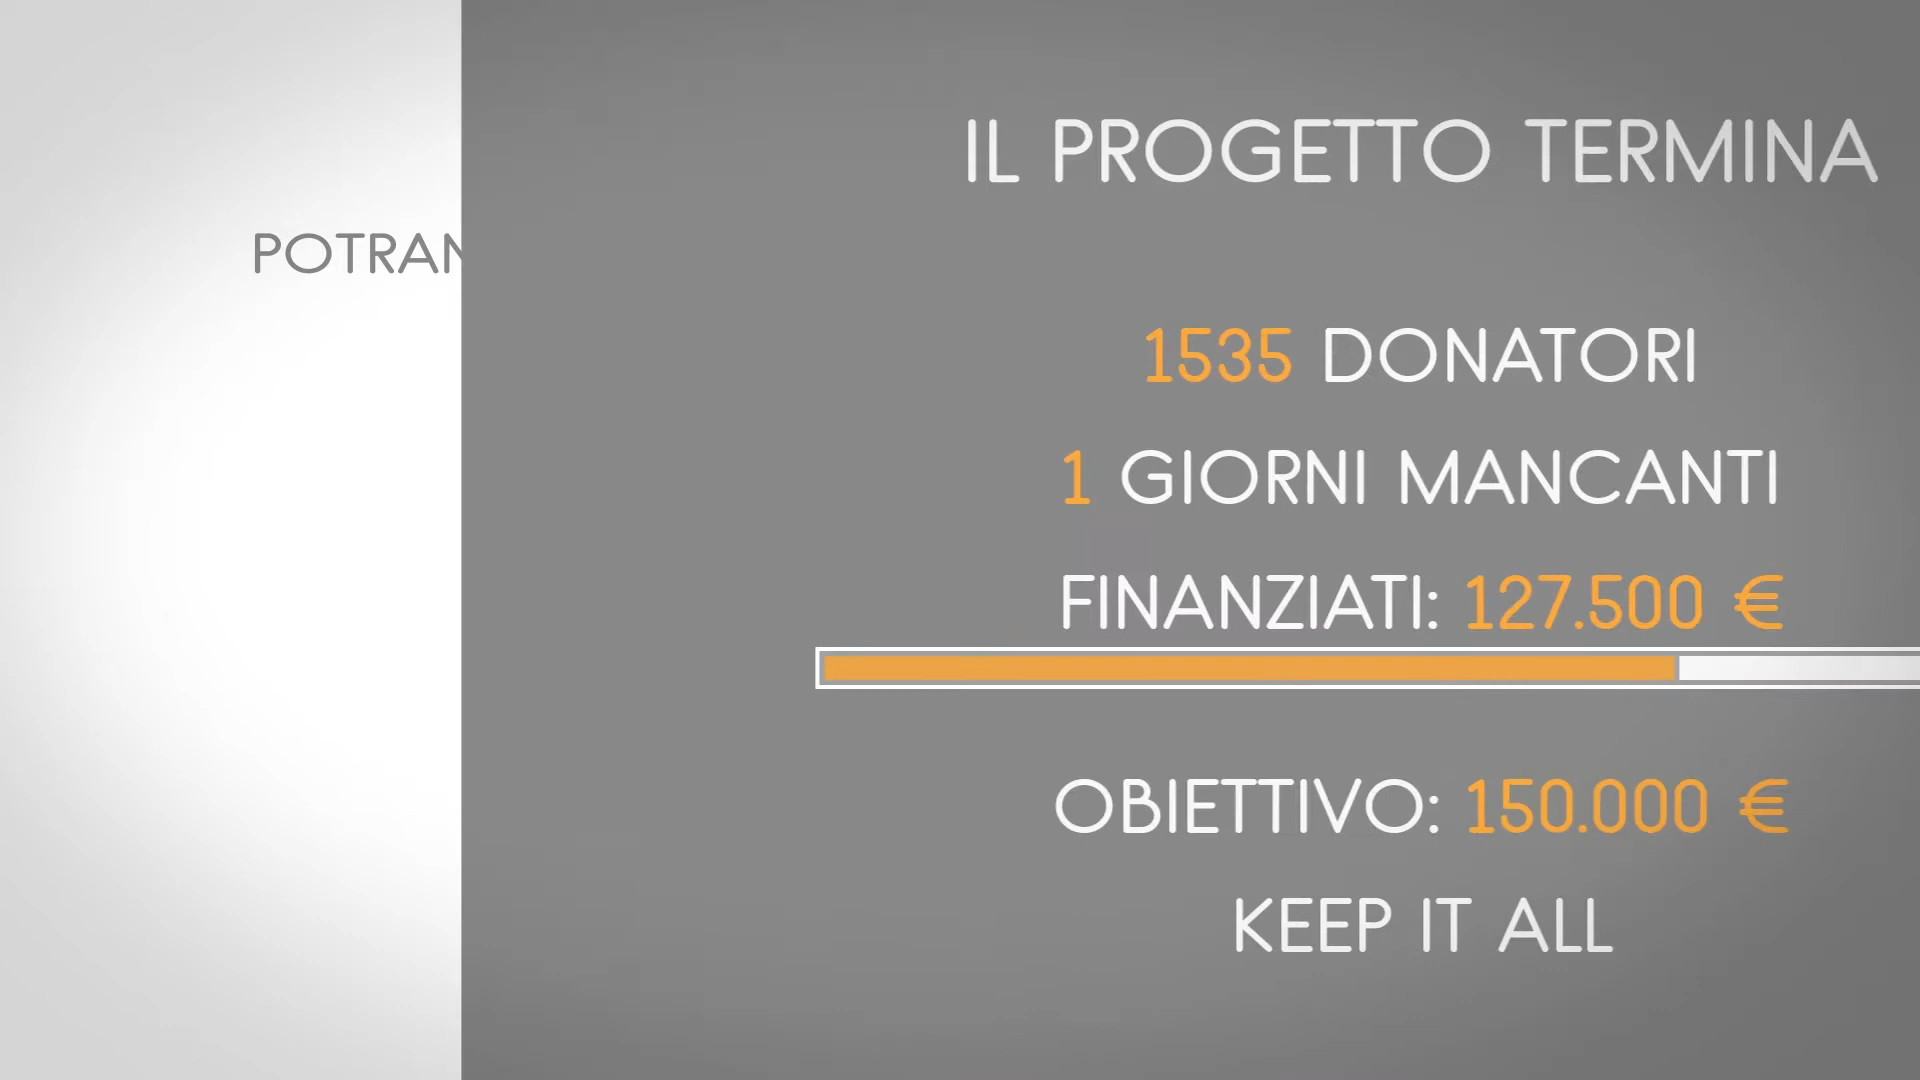 POTRAN
IL PROGETTO TERMINA
1535 DONATORI
1 GIORNI MANCANTI
FINANZIATI: 127.500 €
OBIETTIVO: 150.000 €
KEEP IT ALL